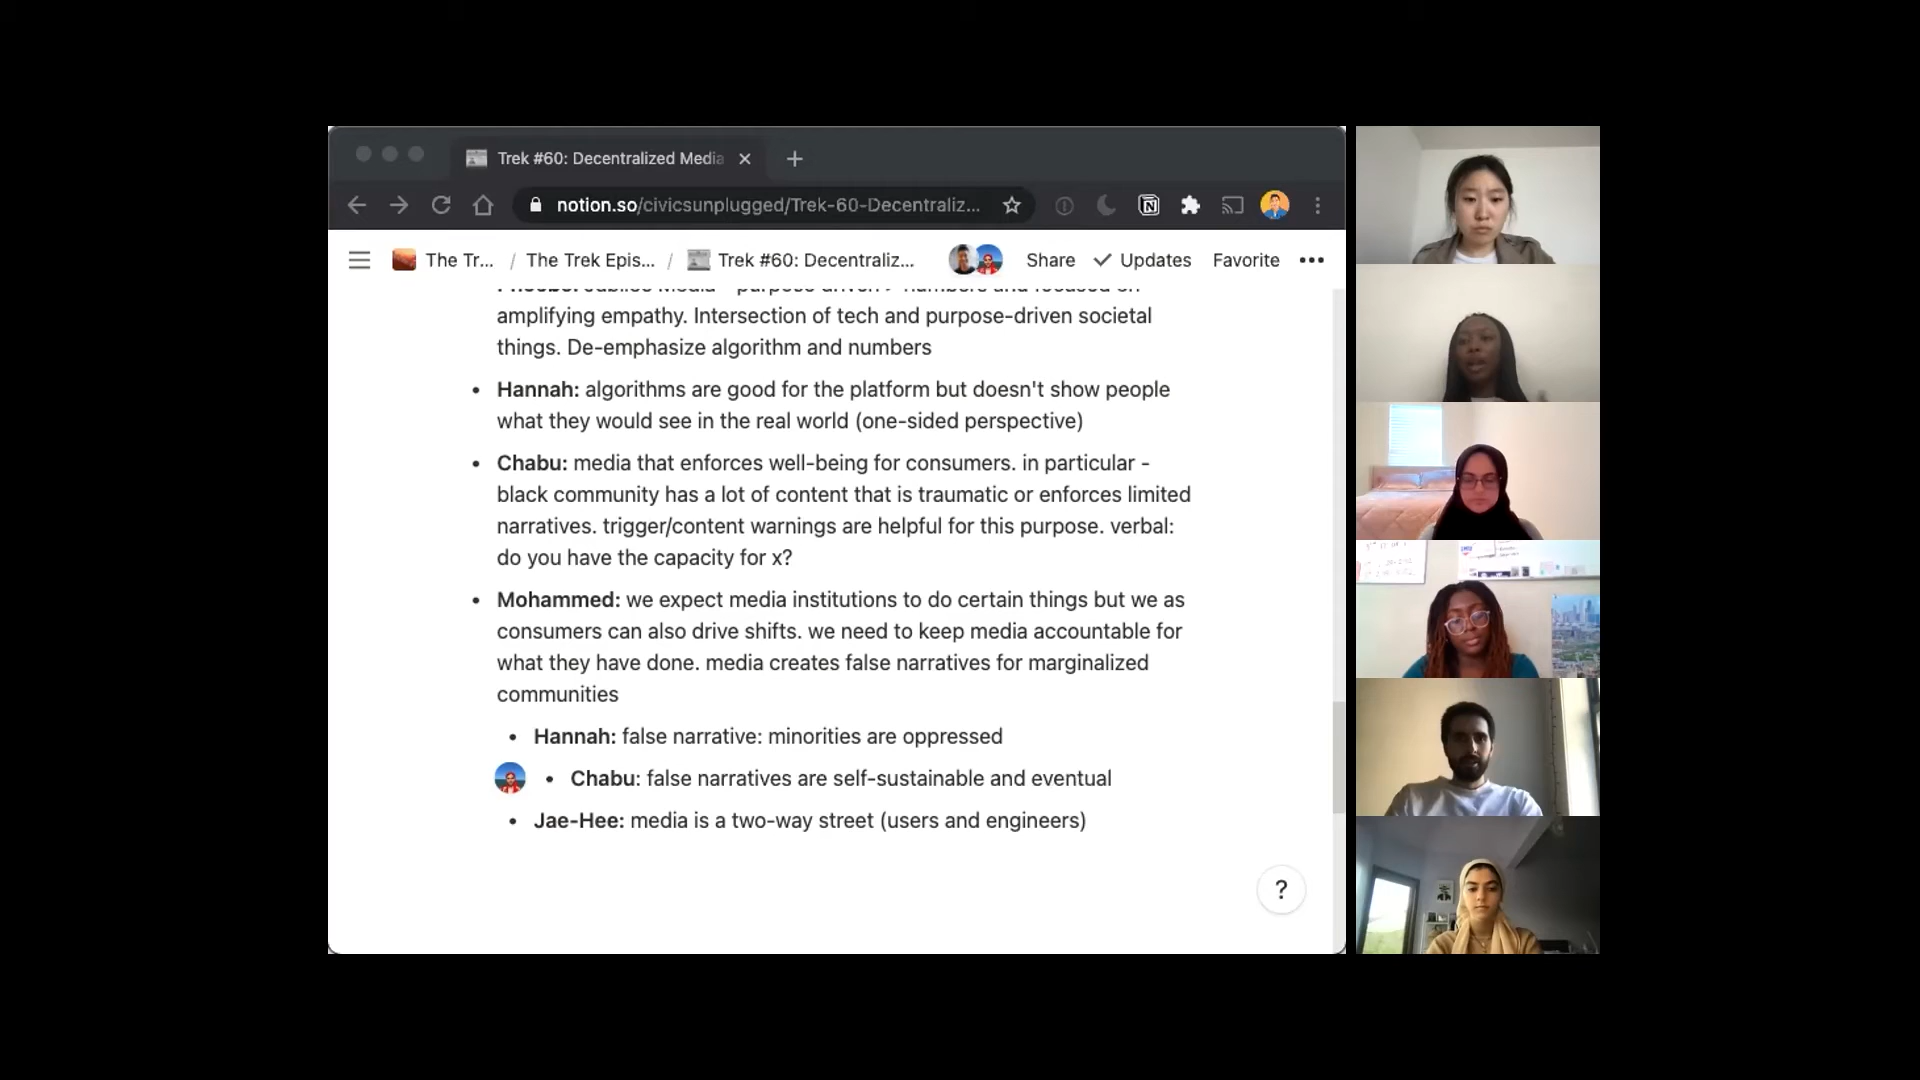 Trek #60: Decentralized Media
notion.so/civicsunplugged/Trek-60-Decentraliz...
The Tr... / The Trek Epis... / Trek #60: Decentraliz... Share Updates Favorite
amplifying empathy. Intersection of tech and purpose-driven societal
things. De-emphasize algorithm and numbers
• Hannah: algorithms are good for the platform but doesn't show people
what they would see in the real world (one-sided perspective)
• Chabu: media that enforces well-being for consumers. in particular -
black community has a lot of content that is traumatic or enforces limited
narratives. trigger/content warnings are helpful for this purpose. verbal:
do you have the capacity for x?
• Mohammed: we expect media institutions to do certain things but we as
consumers can also drive shifts. we need to keep media accountable for
what they have done. media creates false narratives for marginalized
communities
• Hannah: false narrative: minorities are oppressed
• Chabu: false narratives are self-sustainable and eventual
• Jae-Hee: media is a two-way street (users and engineers)
?